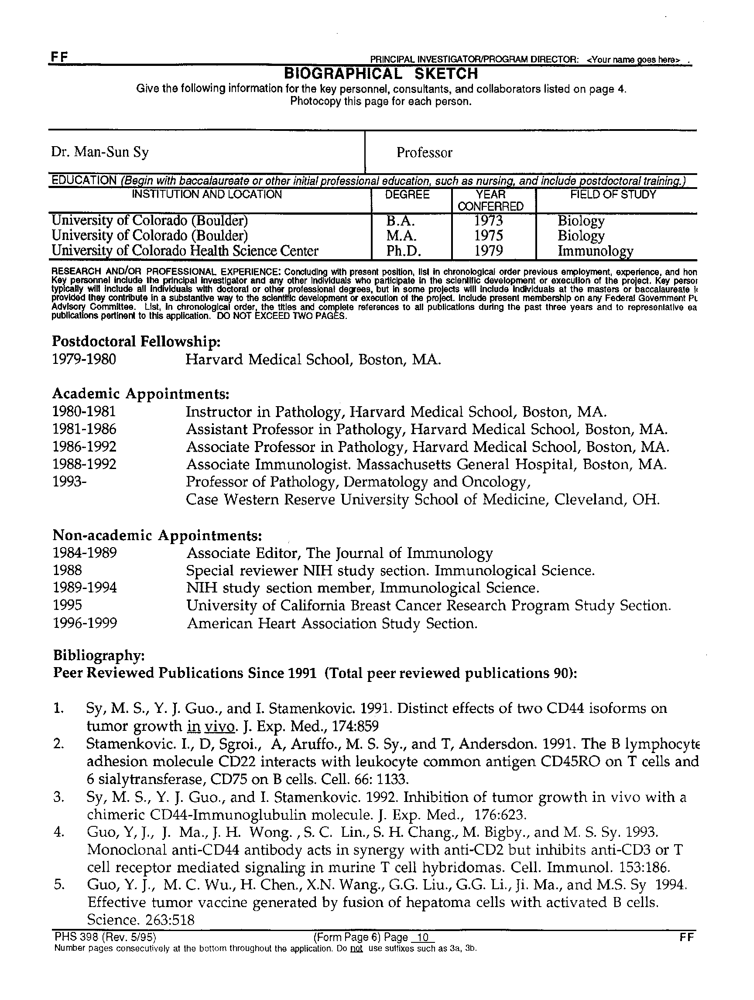 FF
PRINCIPAL INVESTIGATOR/PROGRAM DIRECTOR: <Your name goes here> .
BIOGRAPHICAL SKETCH
Give the following information for the key personnel, consultants, and collaborators listed on page 4.
Photocopy this page for each person.
Dr. Man-Sun Sy Professor
EDUCATION (Begin with baccalaureate or other initial professional education, such as nursing, and include postdoctoral training.)
INSTITUTION AND LOCATION DEGREE YEAR CONFERRED FIELD OF STUDY
University of Colorado (Boulder) B.A. 1973 Biology
University of Colorado (Boulder) M.A. 1975 Biology
University of Colorado Health Science Center Ph.D. 1979 Immunology
RESEARCH AND/OR PROFESSIONAL EXPERIENCE: Concluding with present position, list in chronological order previous employment, experience, and hon
Key personnel include the principal investigator and any other individuals who participate in the scientific development or execution of the project. Key person
typically will include all individuals with doctoral or other professional degrees, but in some projects will include individuals at the masters or baccalaureate
provided they contribute in a substantive way to the scientific development or execution of the project. Include present membership on any Federal Government Pu
Advisory Committee. List, in chronological order, the titles and complete references to all publications during the past three years and to representative ea
publications pertinent to this application. DO NOT EXCEED TWO PAGES.
Postdoctoral Fellowship:
1979-1980 Harvard Medical School, Boston, MA.
Academic Appointments:
1980-1981 Instructor in Pathology, Harvard Medical School, Boston, MA.
1981-1986 Assistant Professor in Pathology, Harvard Medical School, Boston, MA.
1986-1992 Associate Professor in Pathology, Harvard Medical School, Boston, MA.
1988-1992 Associate Immunologist. Massachusetts General Hospital, Boston, MA.
1993- Professor of Pathology, Dermatology and Oncology,
Case Western Reserve University School of Medicine, Cleveland, OH.
Non-academic Appointments:
1984-1989 Associate Editor, The Journal of Immunology
1988 Special reviewer NIH study section. Immunological Science.
1989-1994 NIH study section member, Immunological Science.
1995 University of California Breast Cancer Research Program Study Section.
1996-1999 American Heart Association Study Section.
Bibliography:
Peer Reviewed Publications Since 1991 (Total peer reviewed publications 90):
1. Sy, M. S., Y. J. Guo., and I. Stamenkovic. 1991. Distinct effects of two CD44 isoforms on
tumor growth in vivo. J. Exp. Med., 174:859
2. Stamenkovic. I., D, Sgroi., A, Aruffo., M. S. Sy., and T, Andersdon. 1991. The B lymphocyte
adhesion molecule CD22 interacts with leukocyte common antigen CD45RO on T cells and
6 sialytransferase, CD75 on B cells. Cell. 66: 1133.
3. Sy, M. S., Y. J. Guo., and I. Stamenkovic. 1992. Inhibition of tumor growth in vivo with a
chimeric CD44-Immunoglubulin molecule. J. Exp. Med., 176:623.
4. Guo, Y, J., J. Ma., J. H. Wong. , S. C. Lin., S. H. Chang., M. Bigby., and M. S. Sy. 1993.
Monoclonal anti-CD44 antibody acts in synergy with anti-CD2 but inhibits anti-CD3 or T
cell receptor mediated signaling in murine T cell hybridomas. Cell. Immunol. 153:186.
5. Guo, Y. J., M. C. Wu., H. Chen., X.N. Wang., G.G. Liu., G.G. Li., Ji. Ma., and M.S. Sy 1994.
Effective tumor vaccine generated by fusion of hepatoma cells with activated B cells.
Science. 263:518
PHS 398 (Rev. 5/95) (Form Page 6) Page 10 FF
Number pages consecutively at the bottom throughout the application. Do not use suffixes such as 3a, 3b.